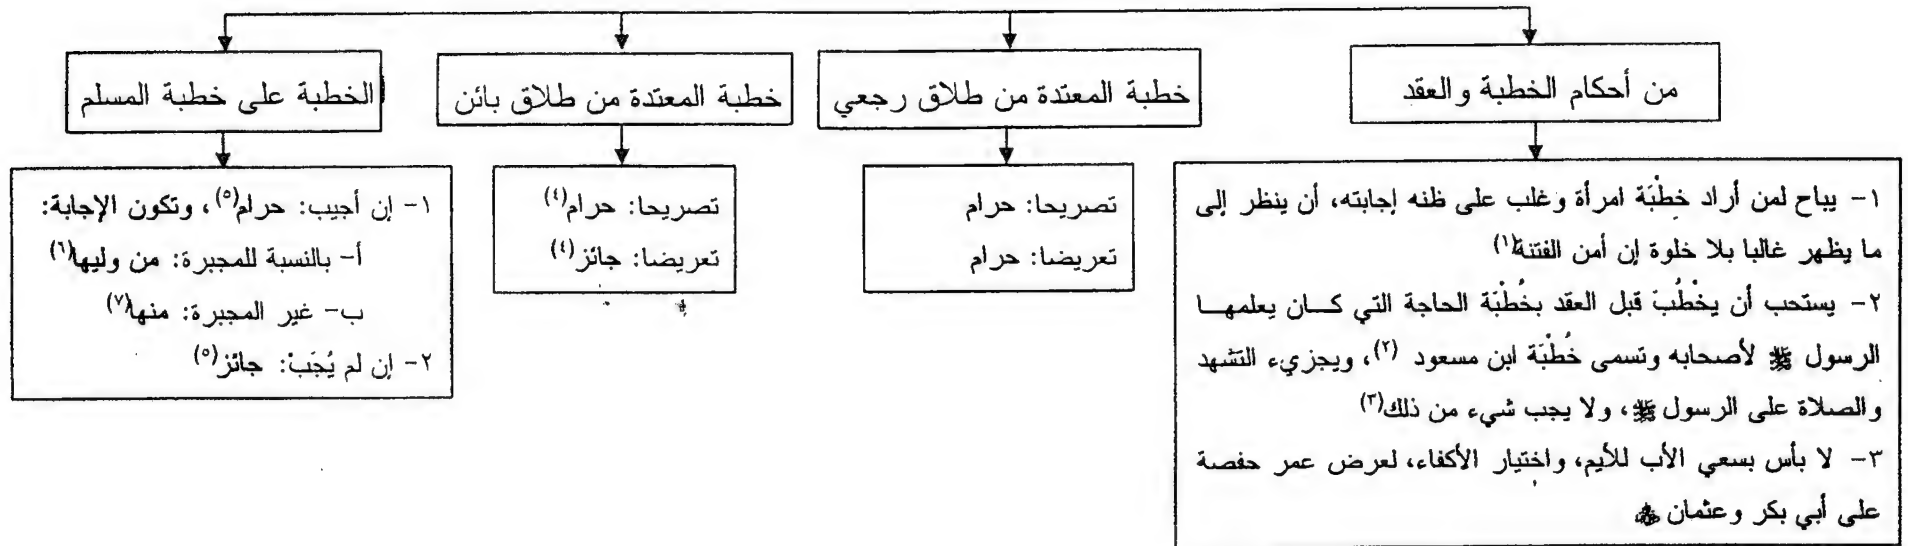 من أحكام الخطبة والعقد
خطبة المعتدة من طلاق رجعي
خطبة المعتدة من طلاق بائن
الخطبة على خطبة المسلم
١- يباح لمن أراد خِطْبَة امرأة وغلب على ظنه إجابته، أن ينظر إلى
ما يظهر غالبا بلا خلوة إن أمن الفتنة(١)
٢- يستحب أن يخْطُبَ قبل العقد بخُطْبَة الحاجة التي كان يعلمها
الرسول ﷺ لأصحابه وتسمى خُطْبَة ابن مسعود (٢)، ويجزيء التشهد
والصلاة على الرسول ﷺ، ولا يجب شيء من ذلك(٣)
٣- لا بأس بسعي الأب للأيم، واختيار الأكفاء، لعرض عمر حفصة
على أبي بكر وعثمان ﵃
تصريحا: حرام
تعريضا: حرام
تصريحا: حرام(٤)
تعريضا: جائز(٤)
١- إن أجيب: حرام(٥)، وتكون الإجابة:
أ- بالنسبة للمجبرة: من وليها(٦)
ب- غير المجبرة: منها(٧)
٢- إن لم يُجَبْ: جائز(٥)